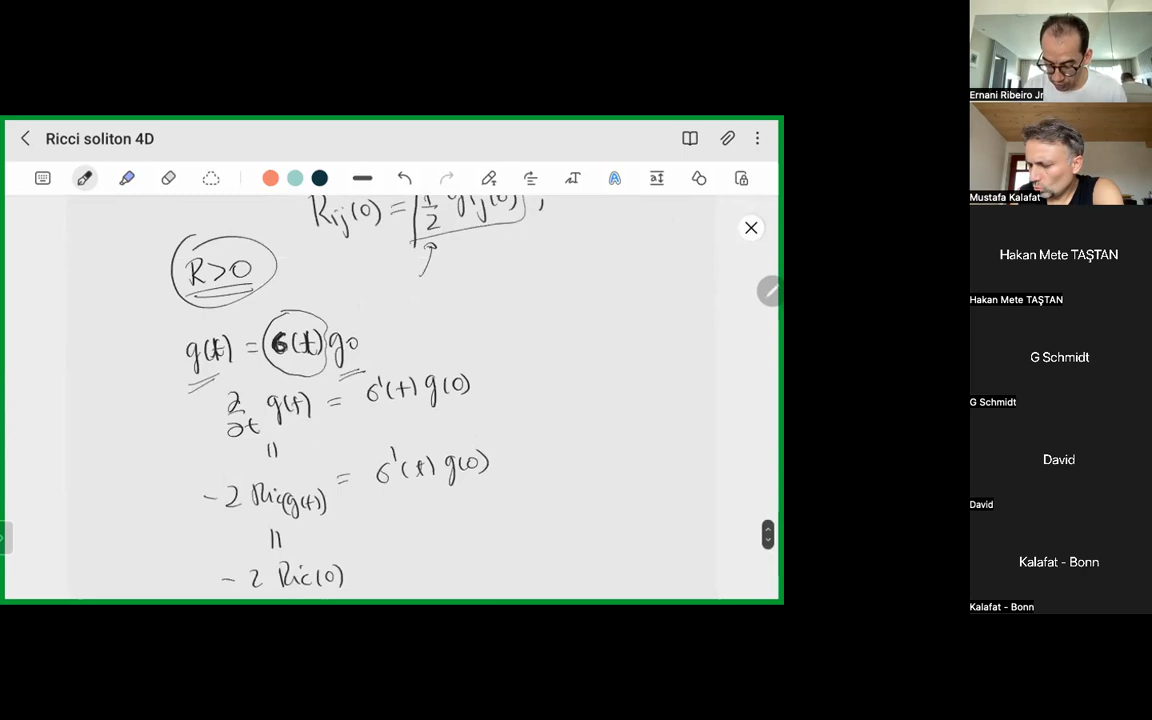 Ricci soliton 4D
Rij(0) = 1/2 gij(0),
R>0
g(t) = σ(t) g0
∂/∂t g(t) = σ'(t) g(0)
||
-2 Ric(g(t)) = σ'(t) g(0)
||
-2 Ric(0)
Ernani Ribeiro Jr
Mustafa Kalafat
Hakan Mete TAŞTAN
Hakan Mete TAŞTAN
G Schmidt
G Schmidt
David
David
Kalafat - Bonn
Kalafat - Bonn